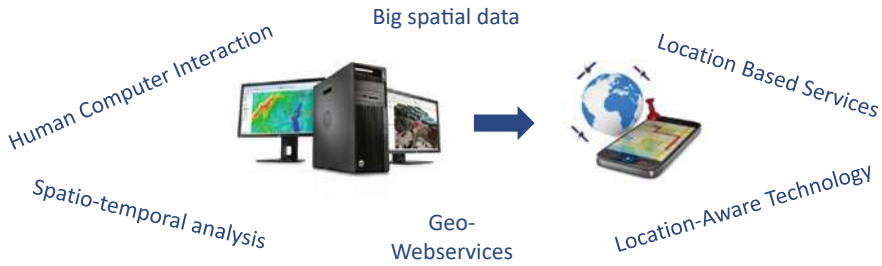 Big spatial data
Human Computer Interaction
Location Based Services
Spatio-temporal analysis
Geo-
Webservices
Location-Aware Technology